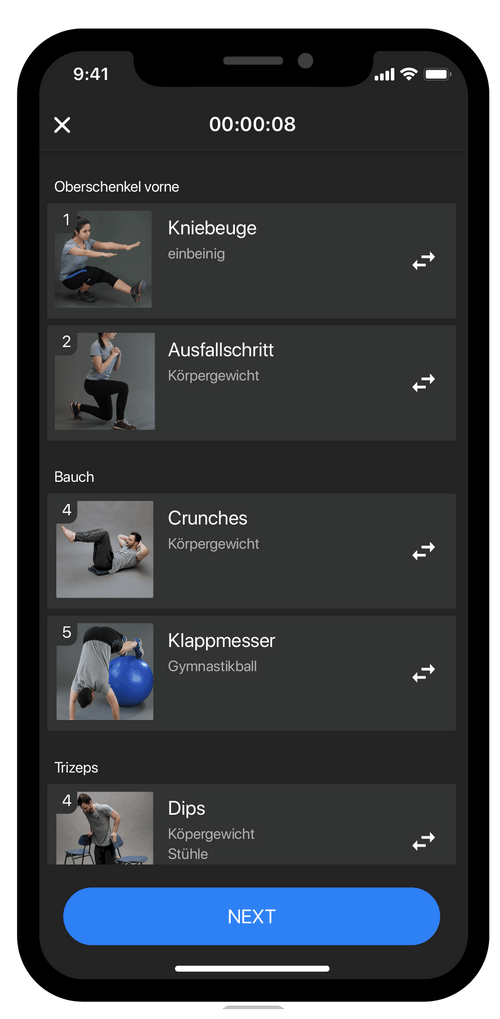 9:41
00:00:08
Oberschenkel vorne
1
Kniebeuge
einbeinig
2
Ausfallschritt
Körpergewicht
Bauch
4
Crunches
Körpergewicht
5
Klappmesser
Gymnastikball
Trizeps
4
Dips
Köpergewicht
Stühle
NEXT